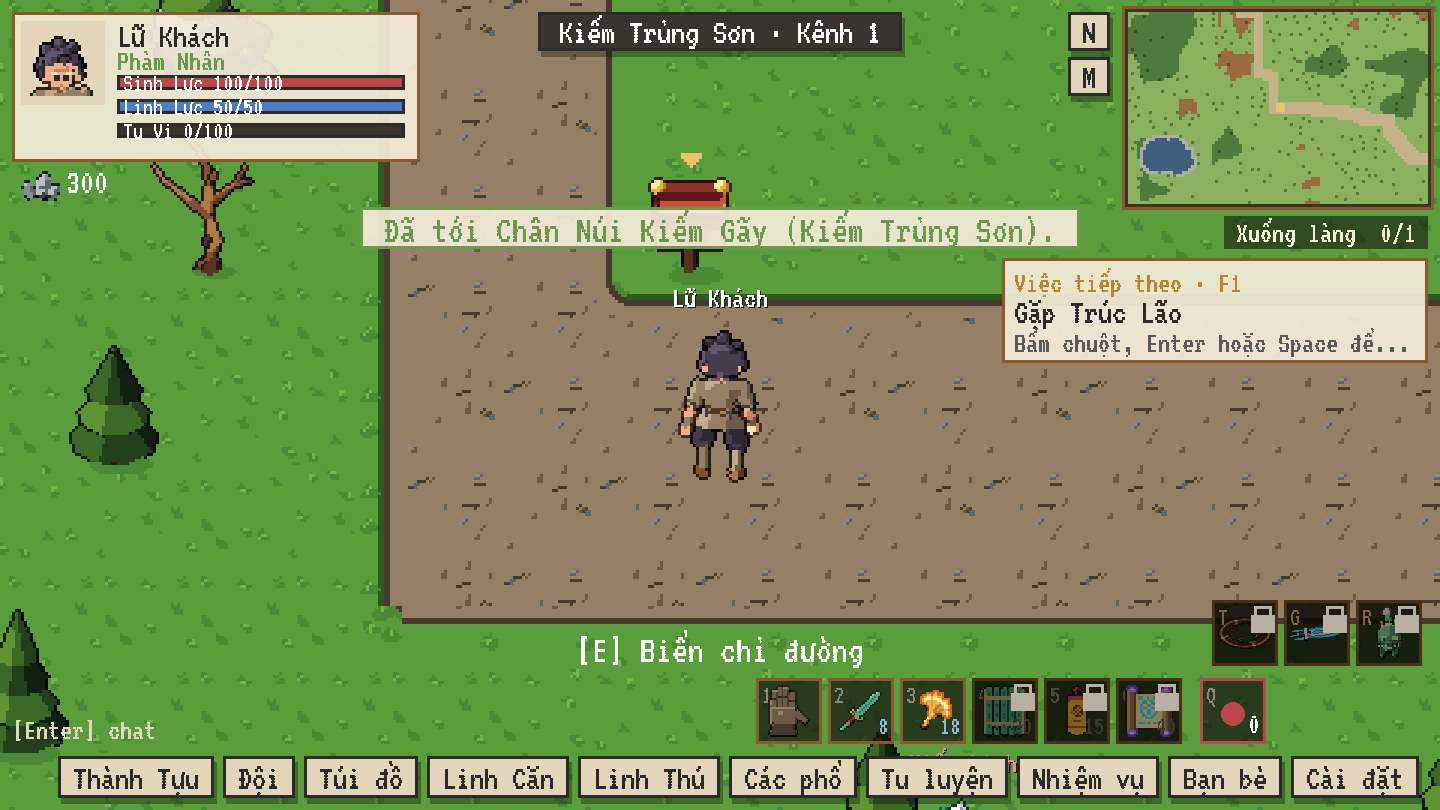 Lữ Khách
Phàm Nhân
Sinh Lực 100/100
Linh Lực 50/50
Tu Vi 0/100
300
Kiếm Trủng Sơn · Kênh 1
N
M
Đã tới Chân Núi Kiếm Gãy (Kiếm Trủng Sơn).
Xuống làng 0/1
Việc tiếp theo · F1
Gặp Trúc Lão
Bấm chuột, Enter hoặc Space để...
Lữ Khách
[E] Biển chỉ đường
T
G
R
1
2
8
3
18
5
15
Q
0
[Enter] chat
Thành Tựu
Đội
Túi đồ
Linh Căn
Linh Thú
Các phổ
Tu luyện
Nhiệm vụ
Bạn bè
Cài đặt